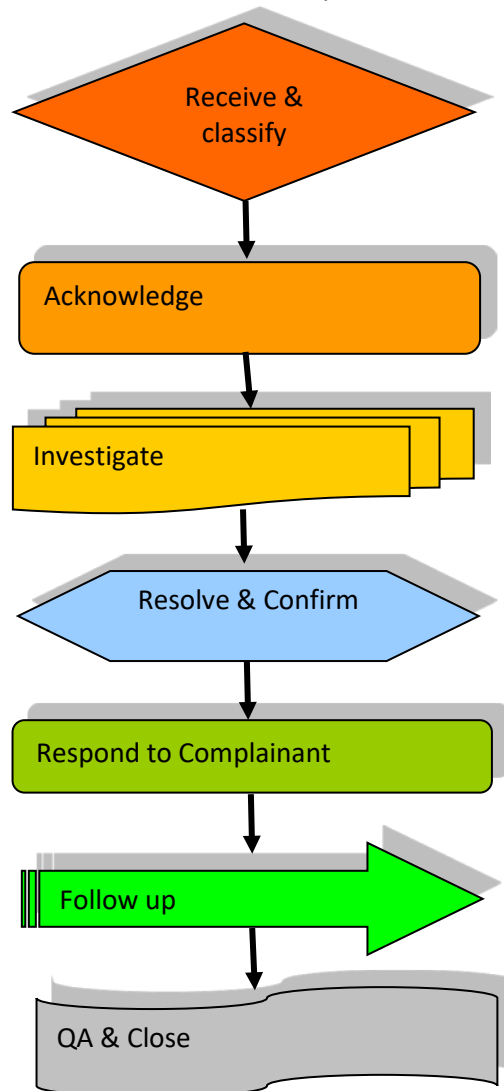 Receive &
classify
Acknowledge
Investigate
Resolve & Confirm
Respond to Complainant
Follow up
QA & Close